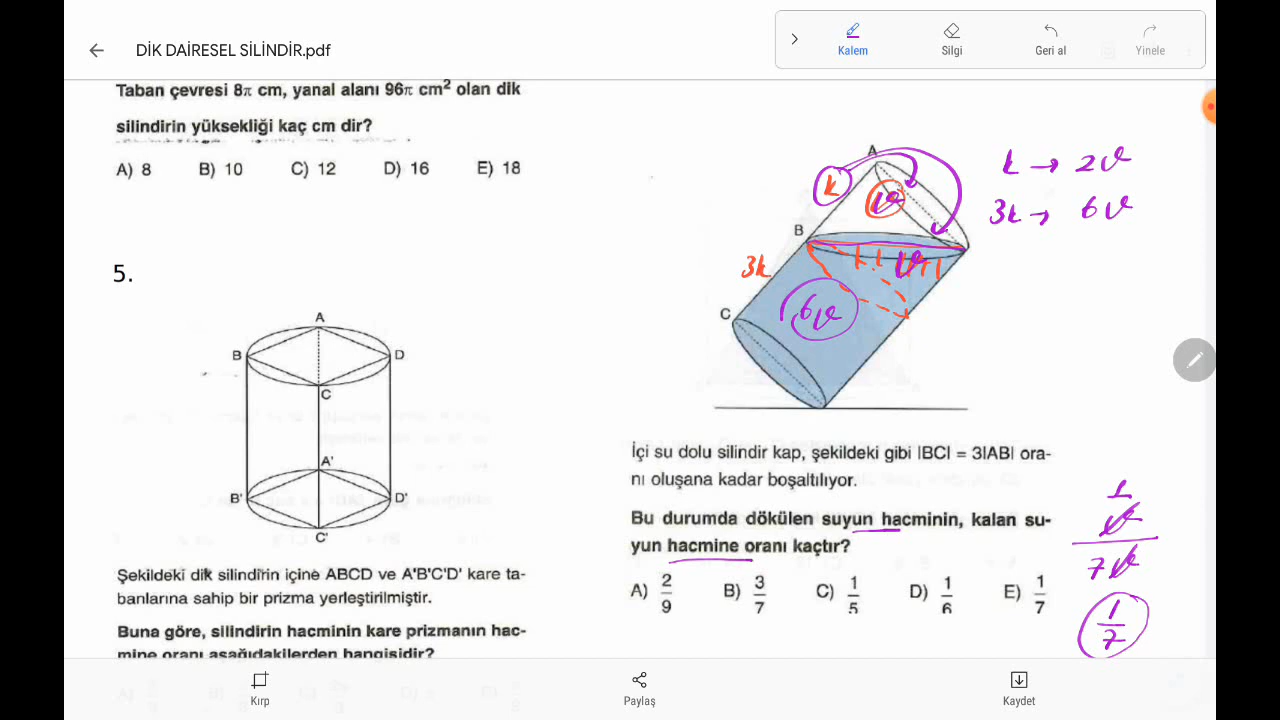 DİK DAİRESEL SİLİNDİR.pdf
Kalem
Silgi
Geri al
Yinele
Taban çevresi 8π cm, yanal alanı 96π cm² olan dik
silindirin yüksekliği kaç cm dir?
A) 8 B) 10 C) 12 D) 16 E) 18
5.
A
B
D
C
A'
B'
D'
C'
Şekildeki dik silindirin içine ABCD ve A'B'C'D' kare ta-
banlarına sahip bir prizma yerleştirilmiştir.
Buna göre, silindirin hacminin kare prizmanın hac-
mine oranı aşağıdakilerden hangisidir?
A
k
V
B
3k
V
6V
C
k → 2V
3k → 6V
İçi su dolu silindir kap, şekildeki gibi |BC| = 3|AB| ora-
nı oluşana kadar boşaltılıyor.
Bu durumda dökülen suyun hacminin, kalan su-
yun hacmine oranı kaçtır?
A) 2/9 B) 3/7 C) 1/5 D) 1/6 E) 1/7
1
V
7V
1/7
Kırp
Paylaş
Kaydet